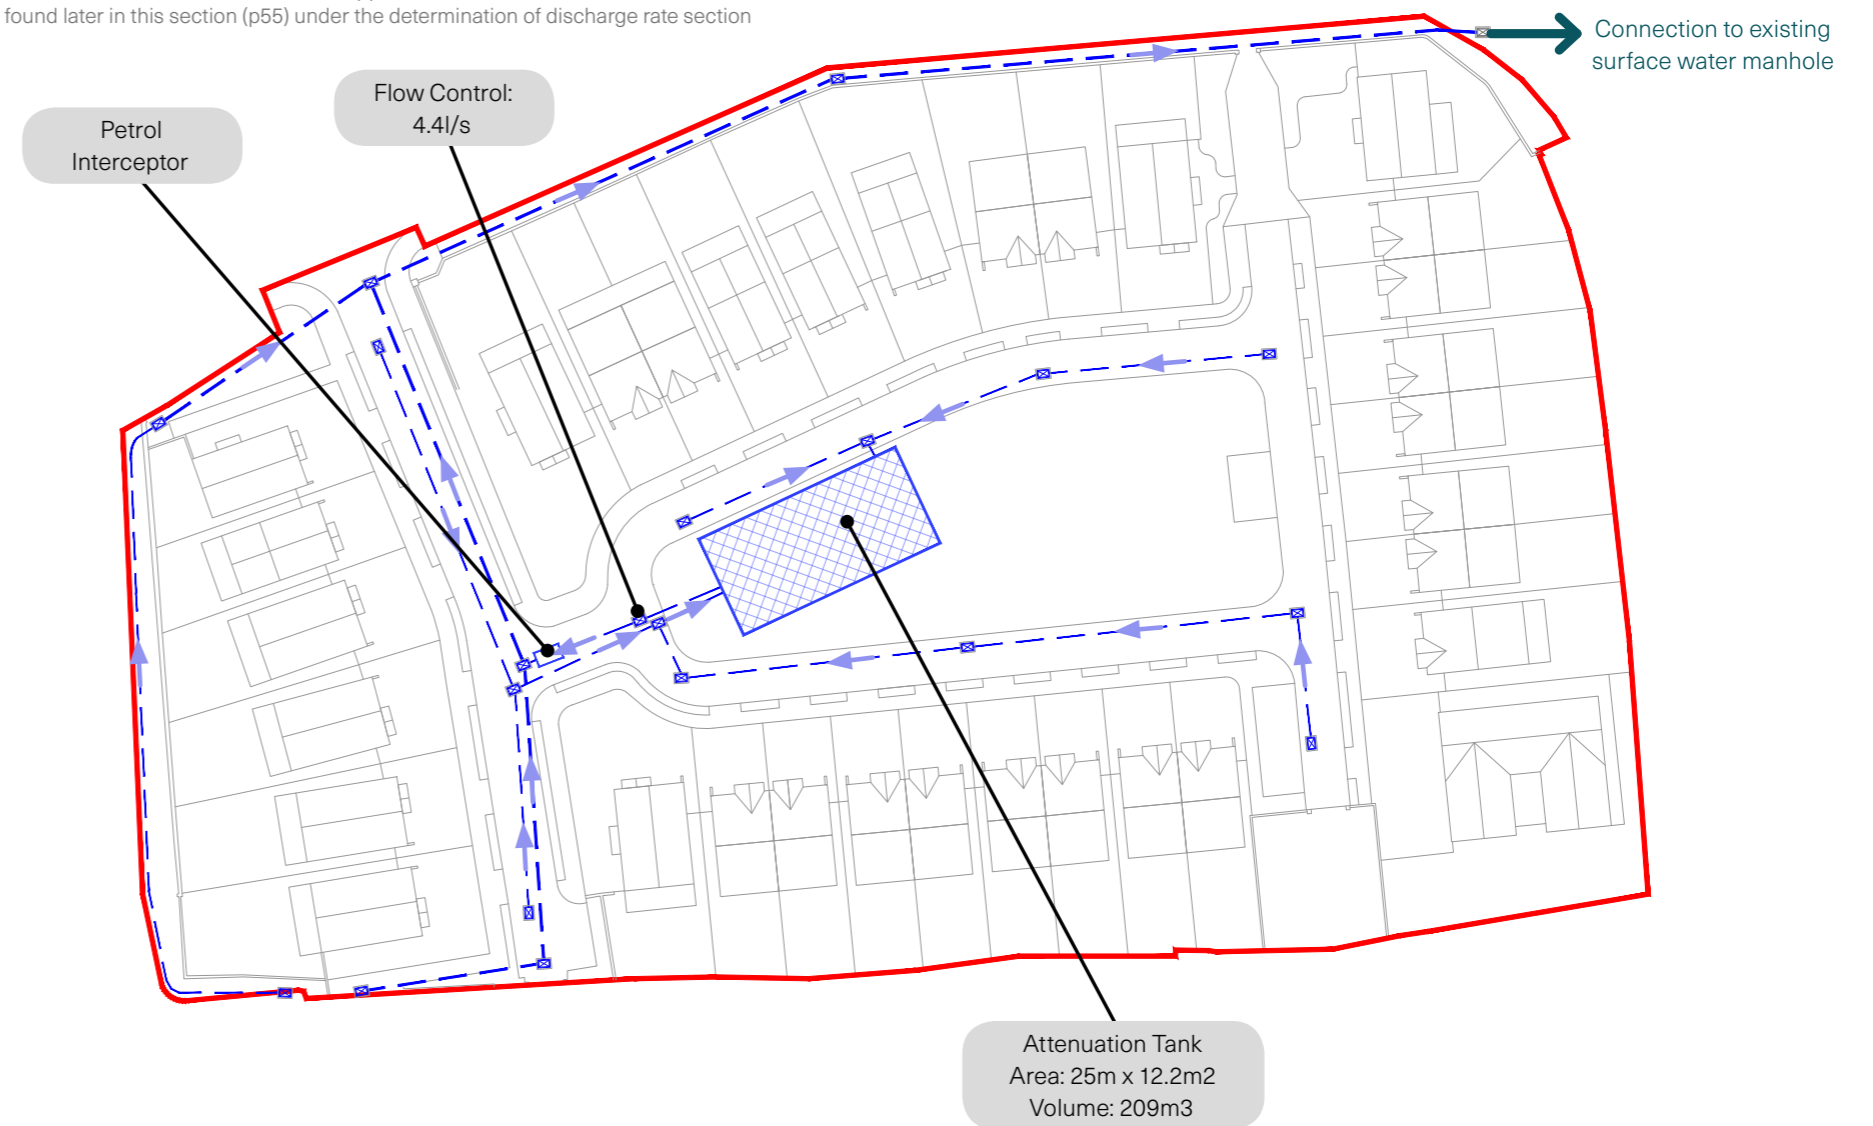 found later in this section (p55) under the determination of discharge rate section
Connection to existing
surface water manhole
Flow Control:
4.4l/s
Petrol
Interceptor
Attenuation Tank
Area: 25m x 12.2m2
Volume: 209m3